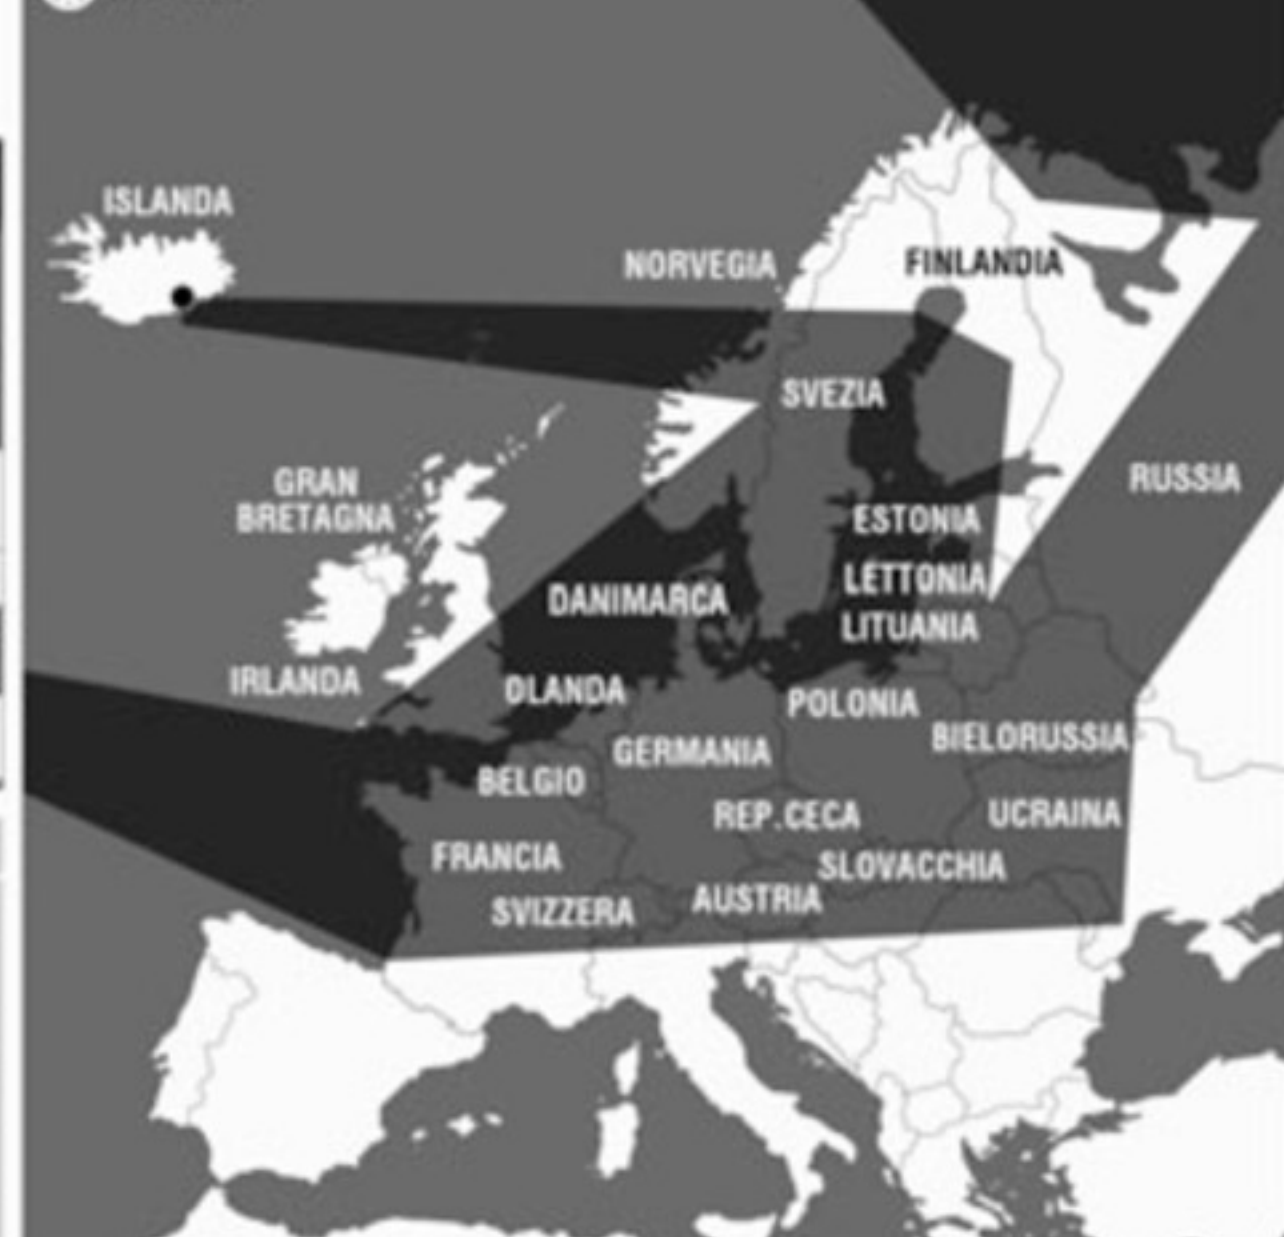 ISLANDA
NORVEGIA
FINLANDIA
SVEZIA
GRAN
BRETAGNA
RUSSIA
ESTONIA
LETTONIA
DANIMARCA
LITUANIA
IRLANDA
OLANDA
POLONIA
BIELORUSSIA
GERMANIA
BELGIO
REP.CECA
UCRAINA
FRANCIA
SLOVACCHIA
AUSTRIA
SVIZZERA